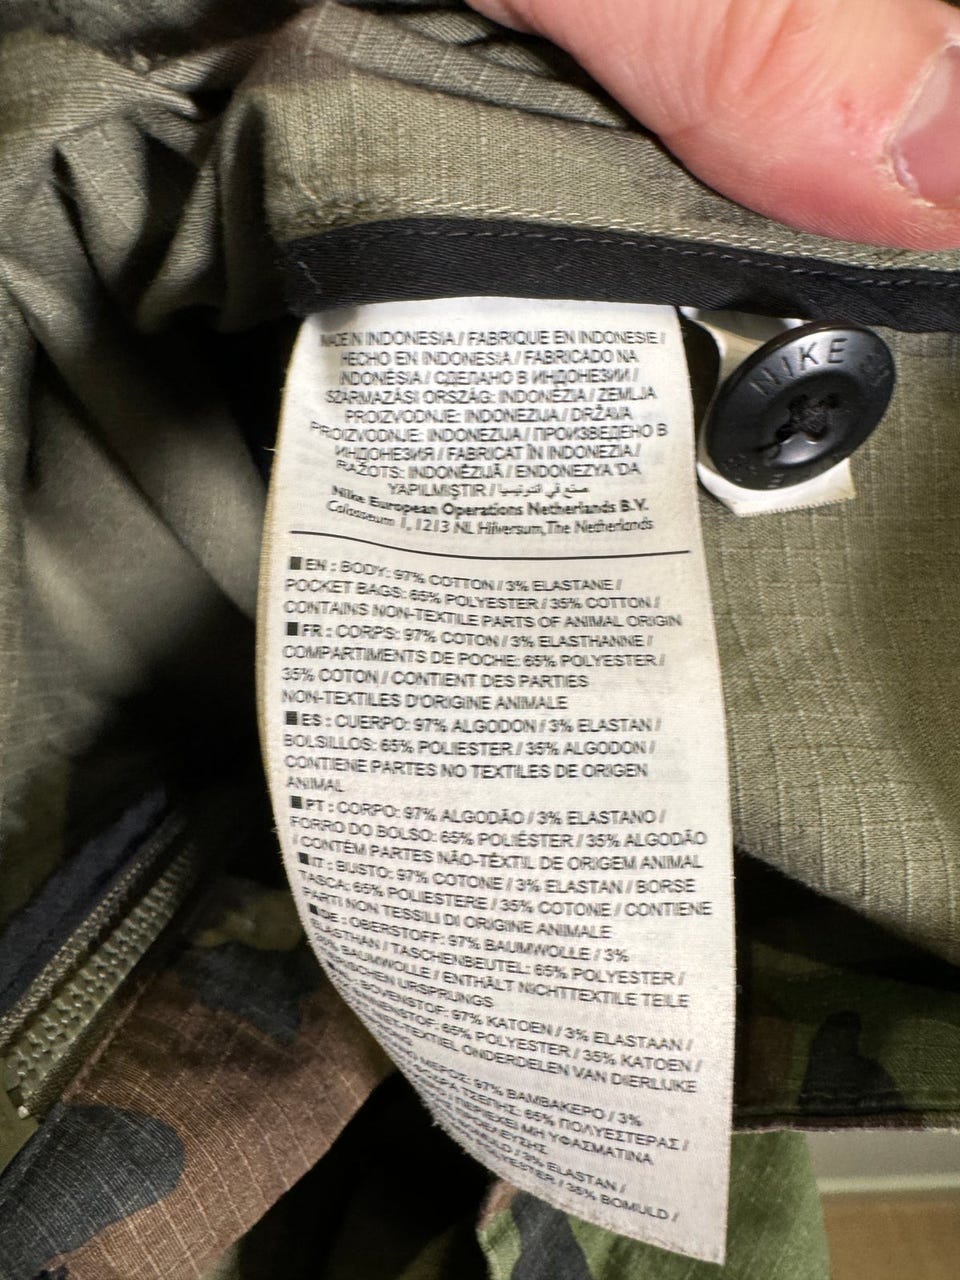 MADE IN INDONESIA / FABRIQUE EN INDONESIE /
HECHO EN INDONESIA / FABRICADO NA
INDONÉSIA / СДЕЛАНО В ИНДОНЕЗИИ /
SZÁRMAZÁSI ORSZÁG: INDONÉZIA / ZEMLJA
PROIZVODNJE: INDONEZIJA / DRŽAVA
PROIZVODNJE: INDONEZIJA / ПРОИЗВЕДЕНО В
ИНДОНЕЗИЯ / FABRICAT ÎN INDONEZIA /
RAŽOTS: INDONĒZIJĀ / ENDONEZYA'DA
YAPILMIŞTIR / صنع في اندونيسيا
Nike European Operations Netherlands B.V.
Colosseum 1, 1213 NL Hilversum, The Netherlands
EN : BODY: 97% COTTON / 3% ELASTANE /
POCKET BAGS: 65% POLYESTER / 35% COTTON /
CONTAINS NON-TEXTILE PARTS OF ANIMAL ORIGIN
FR : CORPS: 97% COTON / 3% ELASTHANNE /
COMPARTIMENTS DE POCHE: 65% POLYESTER /
35% COTON / CONTIENT DES PARTIES
NON-TEXTILES D'ORIGINE ANIMALE
ES : CUERPO: 97% ALGODON / 3% ELASTAN /
BOLSILLOS: 65% POLIESTER / 35% ALGODON /
CONTIENE PARTES NO TEXTILES DE ORIGEN
ANIMAL
PT : CORPO: 97% ALGODÃO / 3% ELASTANO /
FORRO DO BOLSO: 65% POLIÉSTER / 35% ALGODÃO
/ CONTÉM PARTES NÃO-TÊXTIL DE ORIGEM ANIMAL
IT : BUSTO: 97% COTONE / 3% ELASTAN / BORSE
TASCA: 65% POLIESTERE / 35% COTONE / CONTIENE
PARTI NON TESSILI DI ORIGINE ANIMALE
DE : OBERSTOFF: 97% BAUMWOLLE / 3%
ELASTHAN / TASCHENBEUTEL: 65% POLYESTER /
BAUMWOLLE / ENTHÄLT NICHTTEXTILE TEILE
URSPRUNGS
97% KATOEN / 3% ELASTAAN /
65% POLYESTER / 35% KATOEN /
ONDERDELEN VAN DIERLIJKE
ΜΕΡΟΣ: 97% ΒΑΜΒΑΚΕΡΟ / 3%
ΤΣΕΠΗΣ: 65% ΠΟΛΥΕΣΤΕΡΑΣ /
ΠΕΡΙΕΧΕΙ ΜΗ ΥΦΑΣΜΑΤΙΝΑ
3% ELASTAN /
35% BOMULD /
NIKE